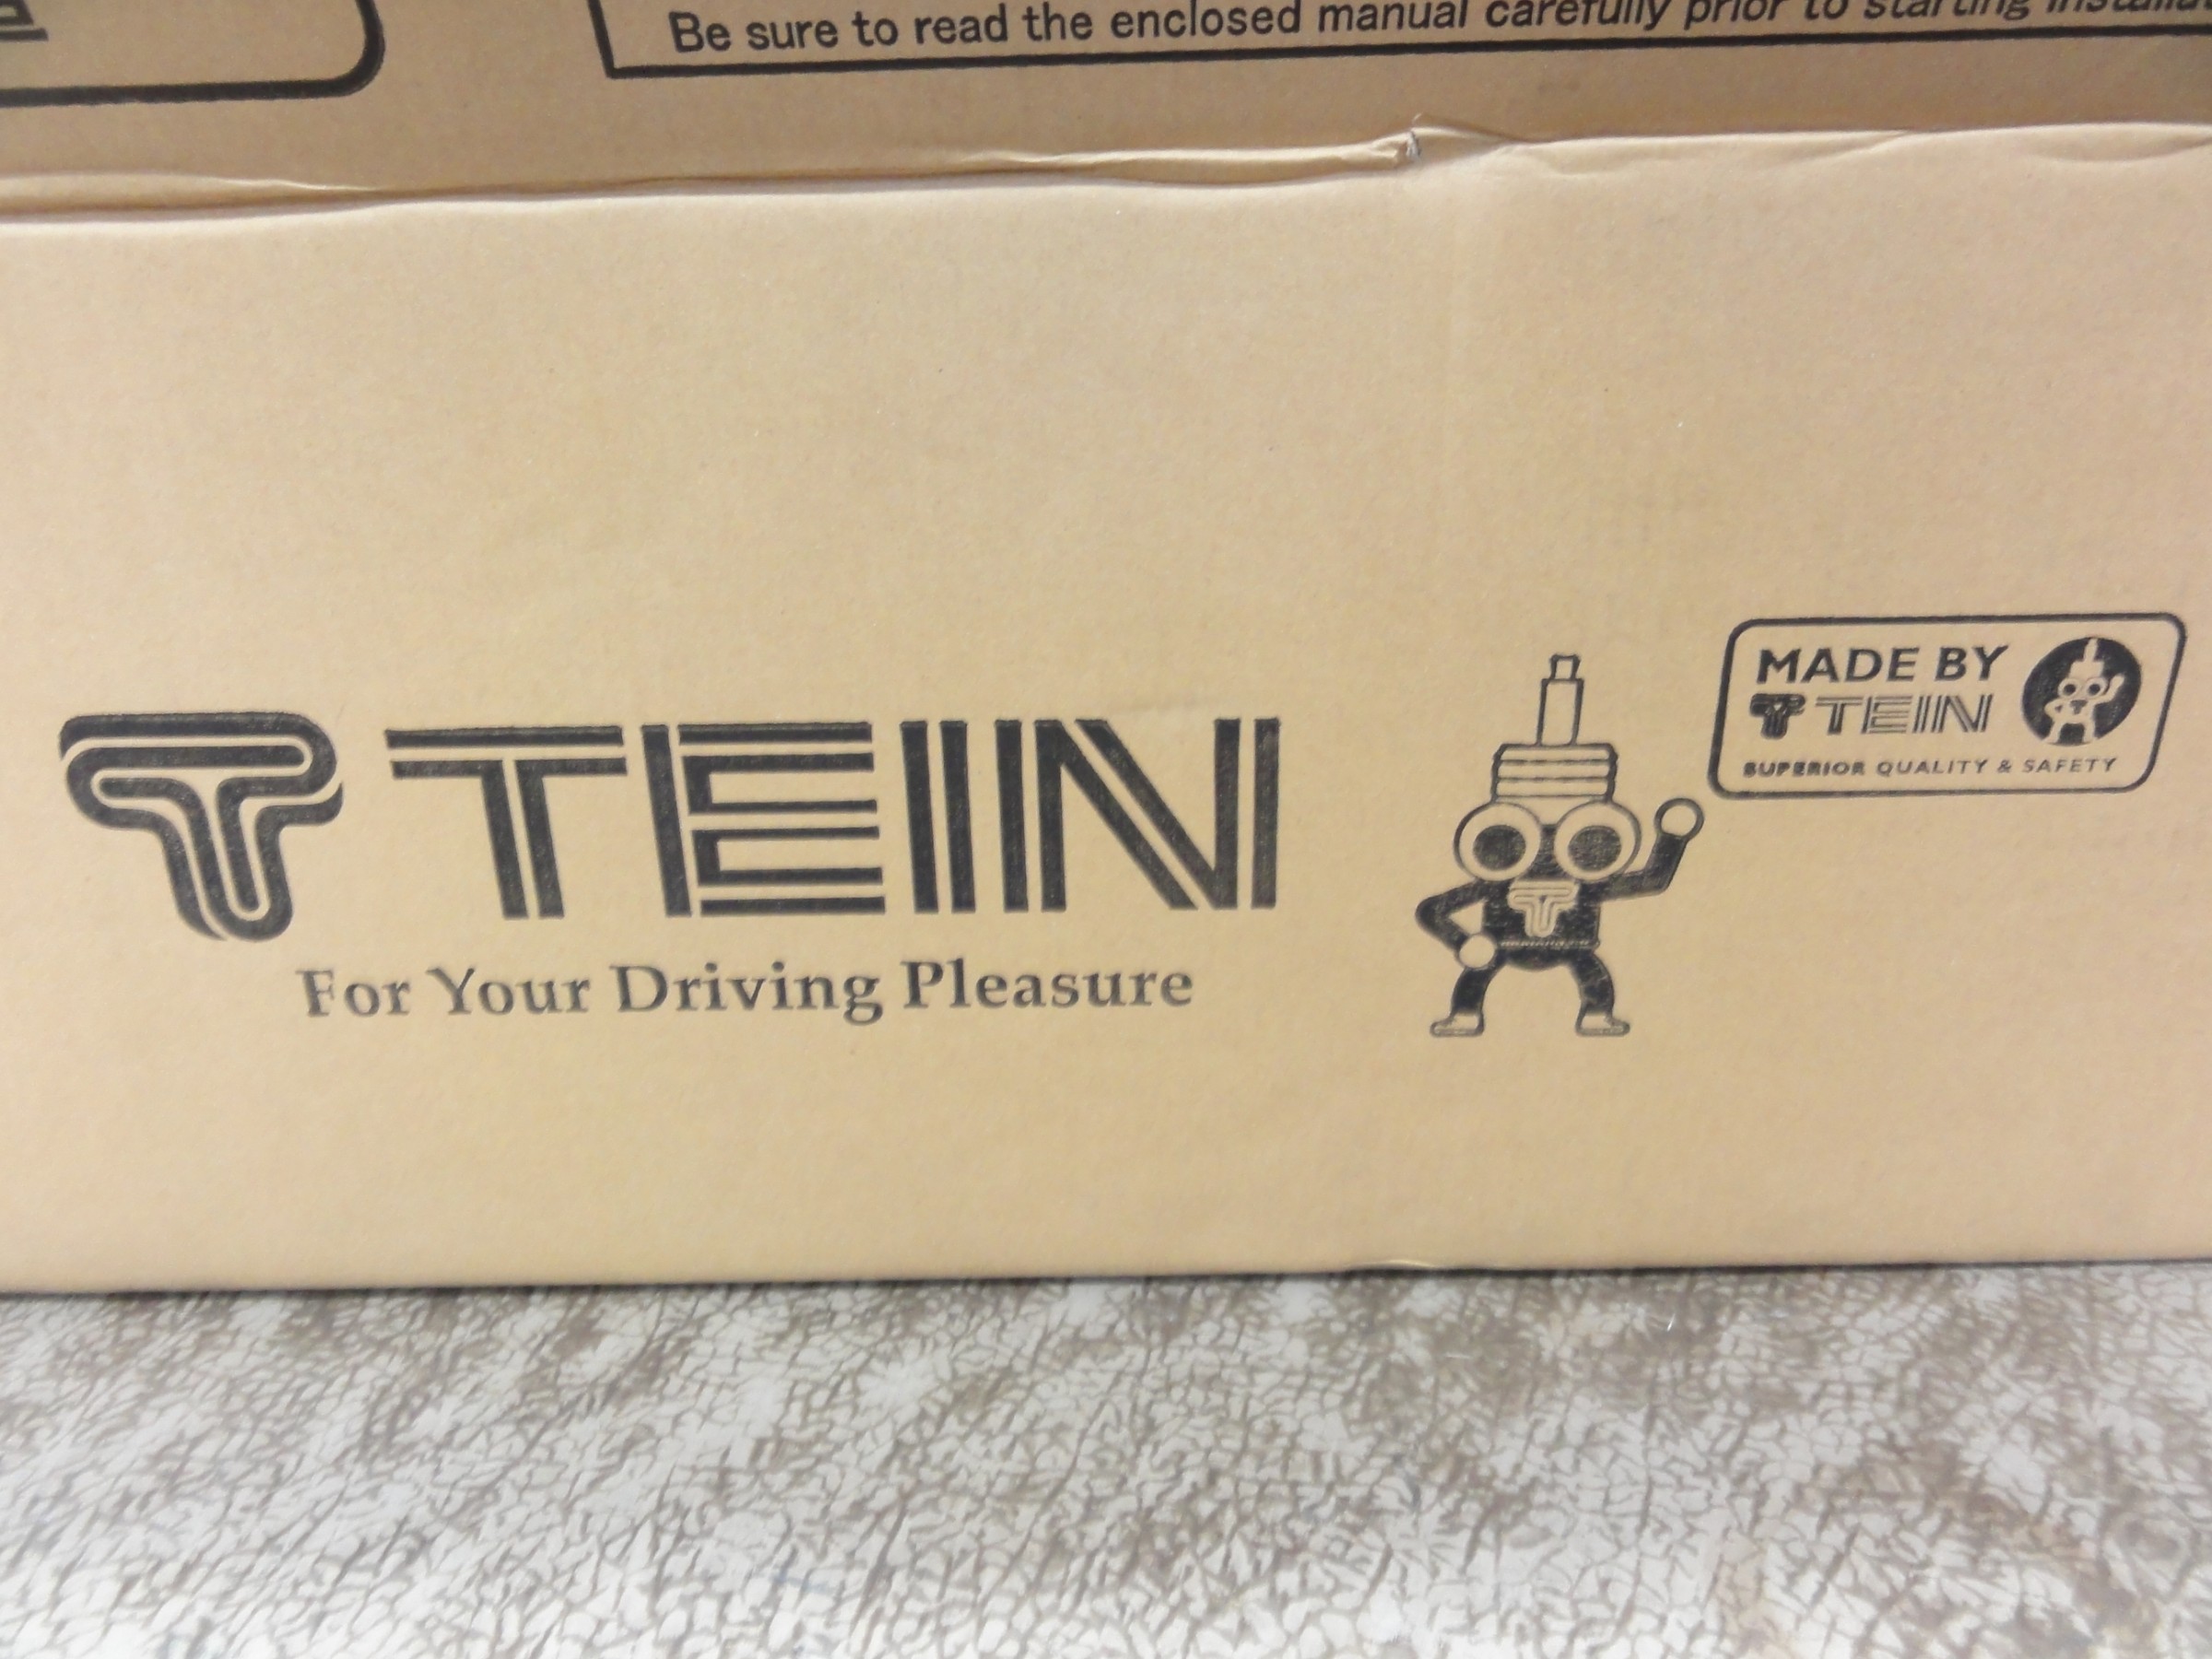 Be sure to read the enclosed manual carefully prior to starting
TEIN
For Your Driving Pleasure
MADE BY
TEIN
SUPERIOR QUALITY & SAFETY